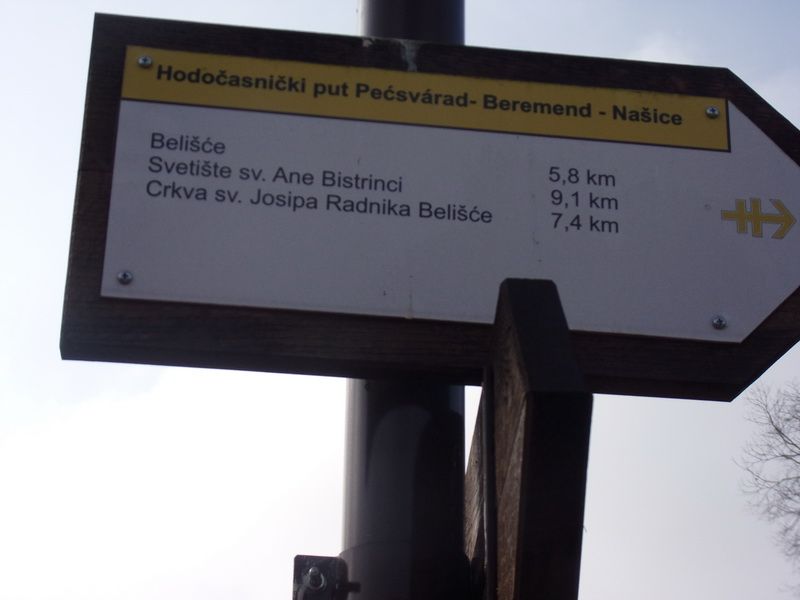 Hodočasnički put Pećsvárad- Beremend - Našice
Belišće 5,8 km
Svetište sv. Ane Bistrinci 9,1 km
Crkva sv. Josipa Radnika Belišće 7,4 km